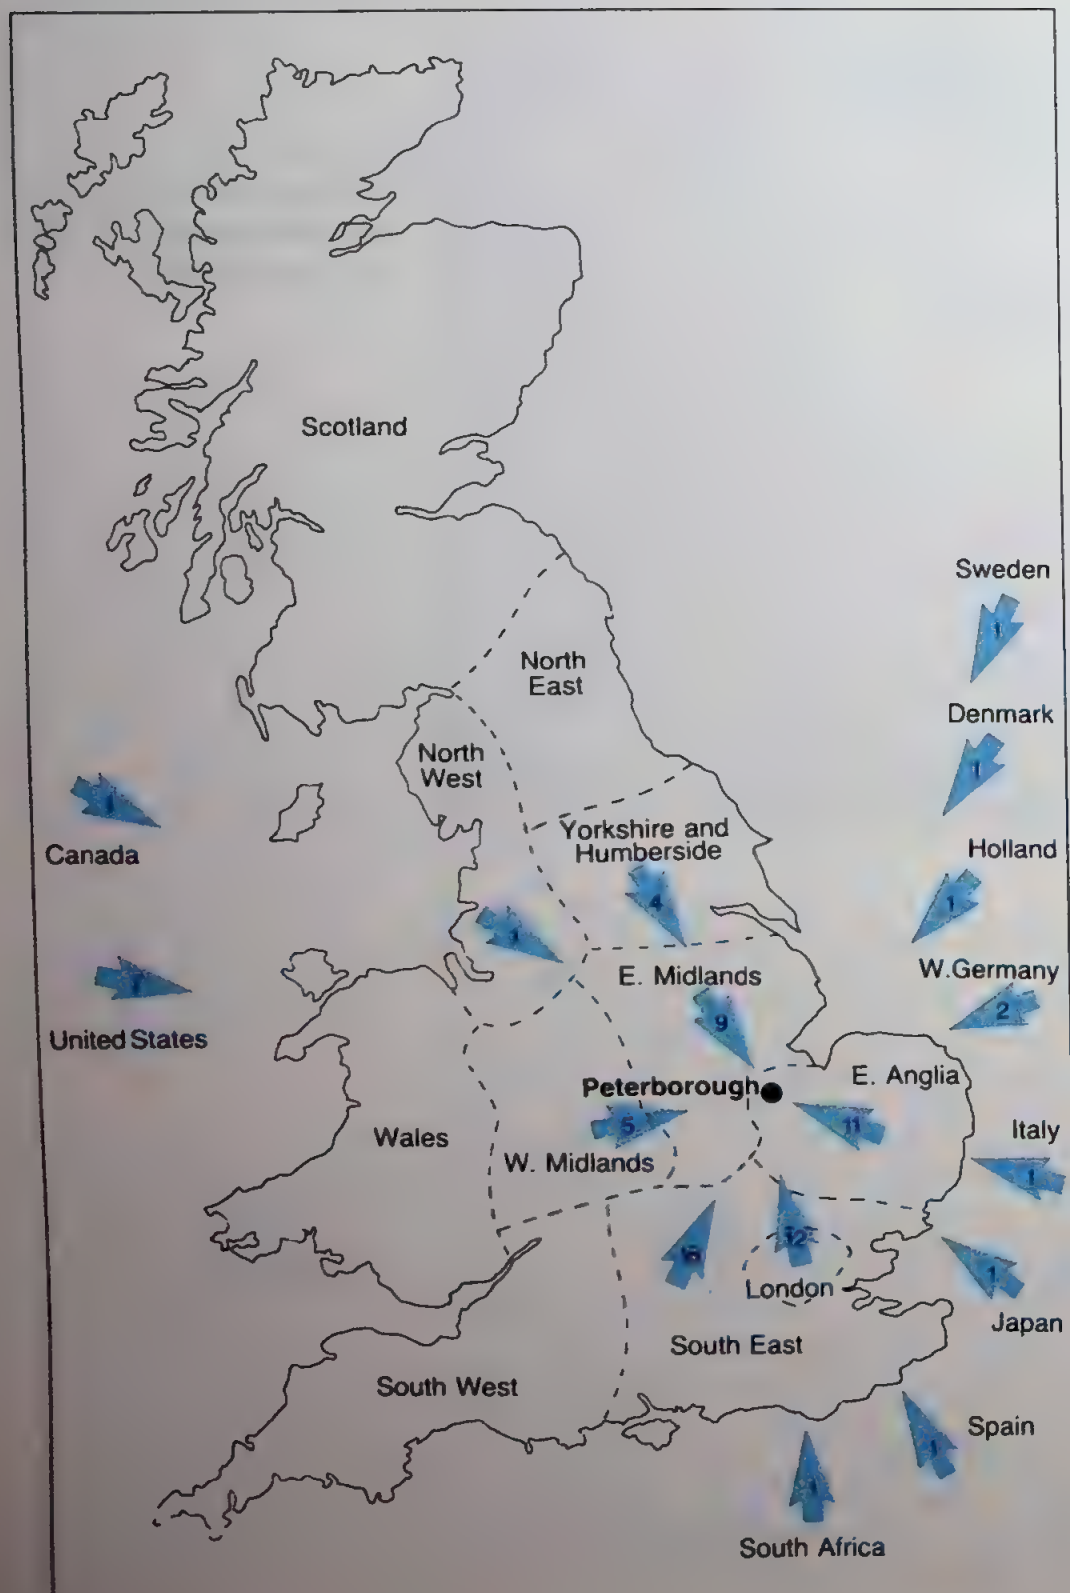 Scotland
Sweden
1
North
East
Denmark
1
North
West
1
Canada
Yorkshire and
Humberside
4
Holland
1
1
E. Midlands
W.Germany
2
United States
9
Peterborough
E. Anglia
11
5
Wales
W. Midlands
Italy
1
12
London
1
Japan
South East
South West
Spain
1
1
South Africa